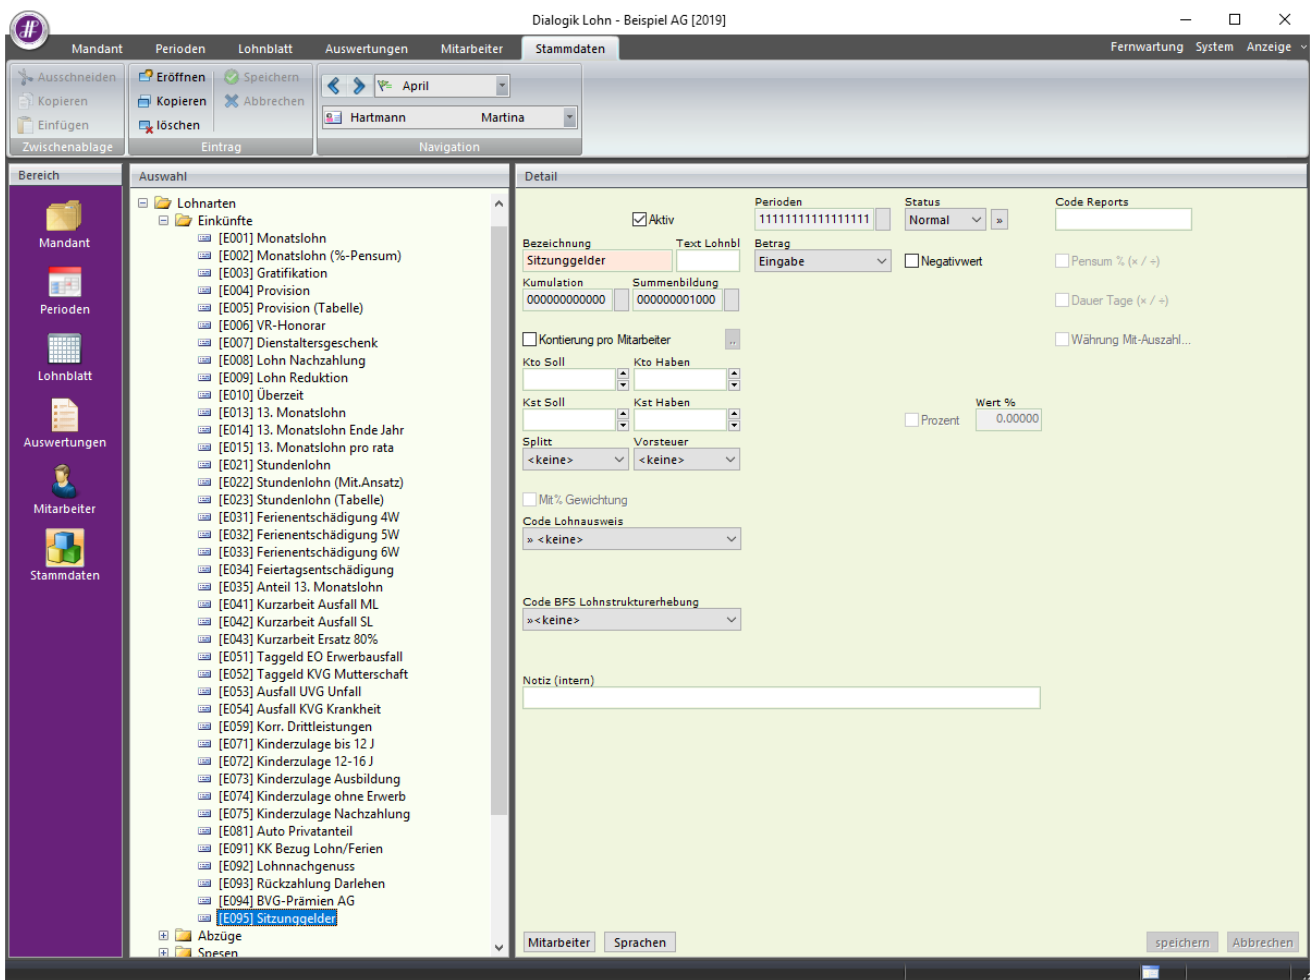 Dialogik Lohn - Beispiel AG [2019]
Mandant Perioden Lohnblatt Auswertungen Mitarbeiter Stammdaten Fernwartung System Anzeige
Ausschneiden Eröffnen Speichern
Kopieren Kopieren Abbrechen April
Einfügen löschen Hartmann Martina
Zwischenablage Eintrag Navigation
Bereich
Mandant
Perioden
Lohnblatt
Auswertungen
Mitarbeiter
Stammdaten
Auswahl
Lohnarten
Einkünfte
[E001] Monatslohn
[E002] Monatslohn (%-Pensum)
[E003] Gratifikation
[E004] Provision
[E005] Provision (Tabelle)
[E006] VR-Honorar
[E007] Dienstaltersgeschenk
[E008] Lohn Nachzahlung
[E009] Lohn Reduktion
[E010] Überzeit
[E013] 13. Monatslohn
[E014] 13. Monatslohn Ende Jahr
[E015] 13. Monatslohn pro rata
[E021] Stundenlohn
[E022] Stundenlohn (Mit.Ansatz)
[E023] Stundenlohn (Tabelle)
[E031] Ferienentschädigung 4W
[E032] Ferienentschädigung 5W
[E033] Ferienentschädigung 6W
[E034] Feiertagsentschädigung
[E035] Anteil 13. Monatslohn
[E041] Kurzarbeit Ausfall ML
[E042] Kurzarbeit Ausfall SL
[E043] Kurzarbeit Ersatz 80%
[E051] Taggeld EO Erwerbausfall
[E052] Taggeld KVG Mutterschaft
[E053] Ausfall UVG Unfall
[E054] Ausfall KVG Krankheit
[E059] Korr. Drittleistungen
[E071] Kinderzulage bis 12 J
[E072] Kinderzulage 12-16 J
[E073] Kinderzulage Ausbildung
[E074] Kinderzulage ohne Erwerb
[E075] Kinderzulage Nachzahlung
[E081] Auto Privatanteil
[E091] KK Bezug Lohn/Ferien
[E092] Lohnnachgenuss
[E093] Rückzahlung Darlehen
[E094] BVG-Prämien AG
[E095] Sitzunggelder
Abzüge
Spesen
Detail
Perioden Status Code Reports
Aktiv 1111111111111111 Normal »
Bezeichnung Text Lohnbl Betrag
Sitzunggelder Eingabe Negativwert Pensum % (× / ÷)
Kumulation Summenbildung
000000000000 000000001000 Dauer Tage (× / ÷)
Kontierung pro Mitarbeiter .. Währung Mit-Auszahl...
Kto Soll Kto Haben
Kst Soll Kst Haben Wert %
Prozent 0.00000
Splitt Vorsteuer
<keine> <keine>
Mit% Gewichtung
Code Lohnausweis
» <keine>
Code BFS Lohnstrukturerhebung
»<keine>
Notiz (intern)
Mitarbeiter Sprachen speichern Abbrechen